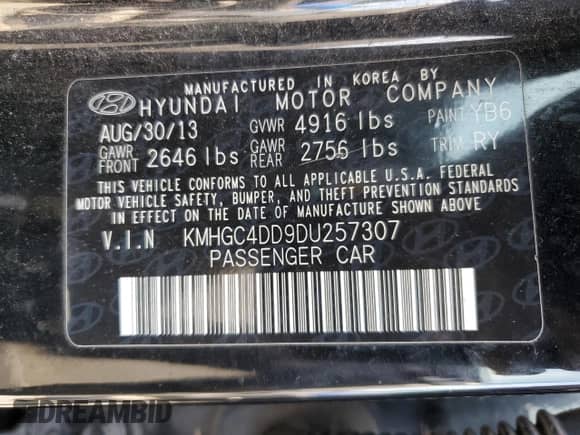 MANUFACTURED IN KOREA BY
HYUNDAI MOTOR COMPANY
AUG/30/13 GVWR 4916 lbs PAINT YB6
GAWR FRONT 2646 lbs GAWR REAR 2756 lbs TRIM RY
THIS VEHICLE CONFORMS TO ALL APPLICABLE U.S.A. FEDERAL
MOTOR VEHICLE SAFETY, BUMPER, AND THEFT PREVENTION STANDARDS
IN EFFECT ON THE DATE OF MANUFACTURE SHOWN ABOVE.
V.I.N KMHGC4DD9DU257307
PASSENGER CAR
DREAMBID